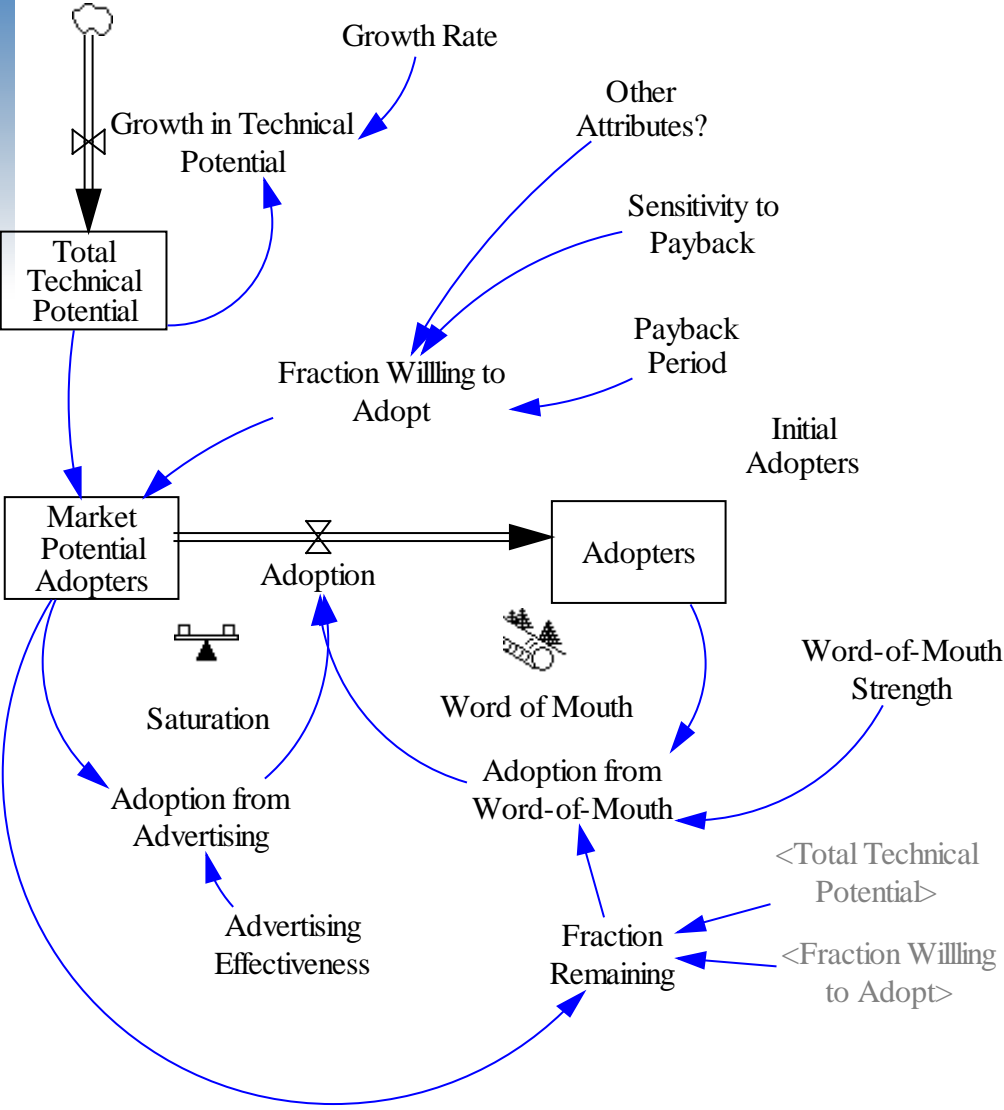 Growth Rate
Other
Attributes?
Growth in Technical
Potential
Sensitivity to
Payback
Total
Technical
Potential
Payback
Period
Fraction Willling to
Adopt
Initial
Adopters
Market
Potential
Adopters
Adoption
Adopters
Word-of-Mouth
Strength
Saturation
Word of Mouth
Adoption from
Word-of-Mouth
Adoption from
Advertising
<Total Technical
Potential>
Advertising
Effectiveness
Fraction
Remaining
<Fraction Willling
to Adopt>